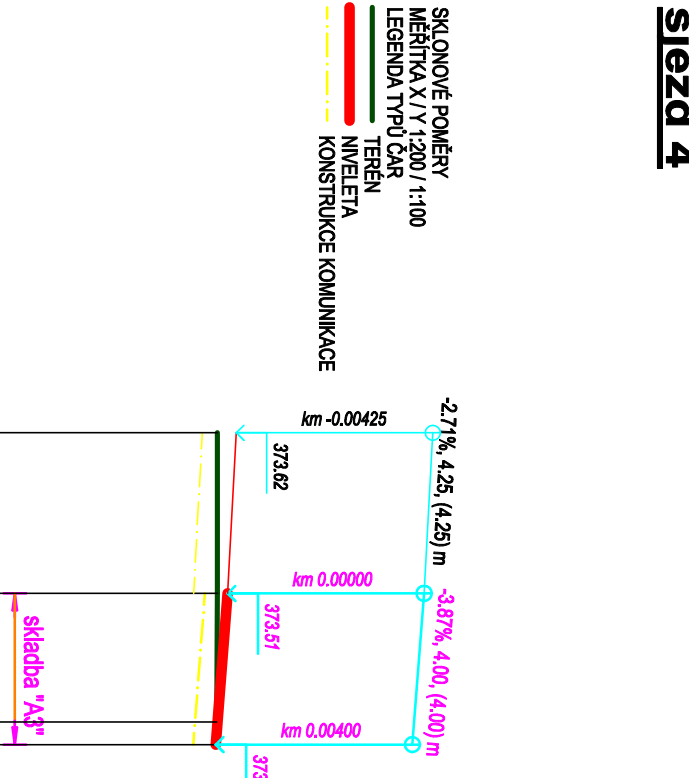 sjezd 4
SKLONOVÉ POMĚRY
MĚŘÍTKA X / Y 1:200 / 1:100
LEGENDA TYPŮ ČAR
TERÉN
NIVELETA
KONSTRUKCE KOMUNIKACE
-2.71%, 4.25, (4.25) m
-3.87%, 4.00, (4.00) m
km -0.00425
373.62
km 0.00000
373.51
km 0.00400
skladba "A3"